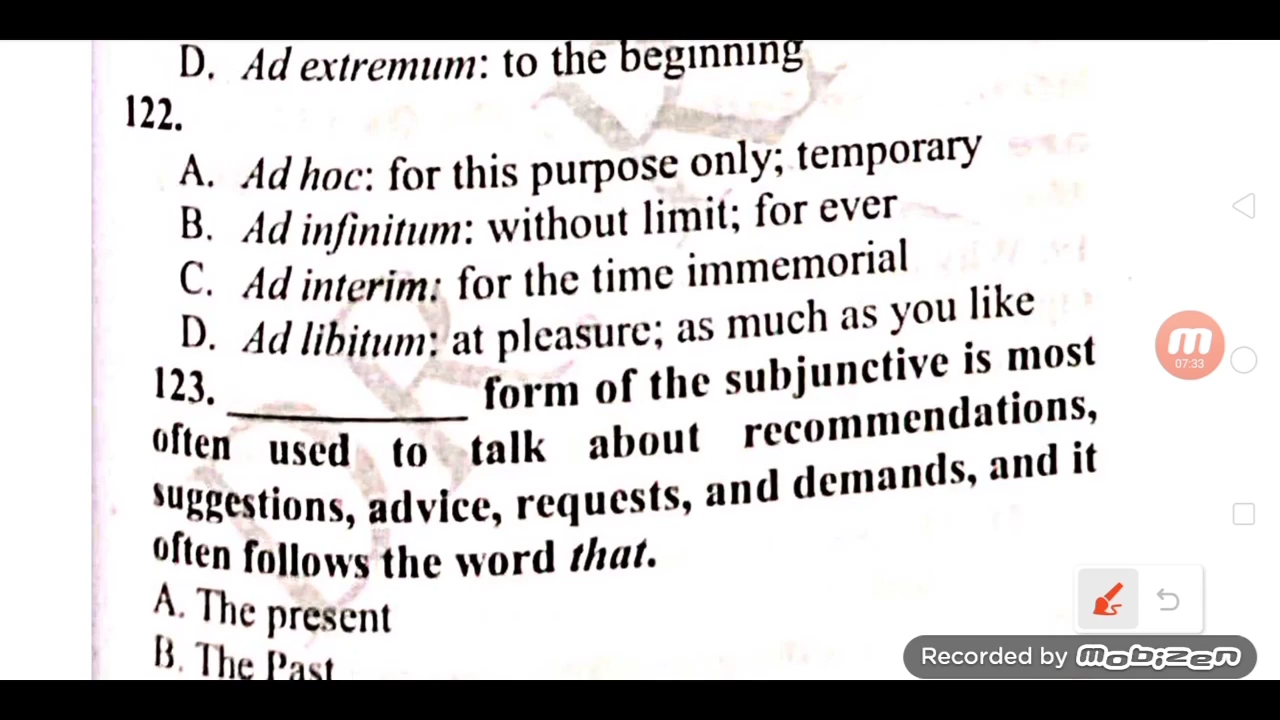 D. Ad extremum: to the beginning
122.
A. Ad hoc: for this purpose only; temporary
B. Ad infinitum: without limit; for ever
C. Ad interim: for the time immemorial
D. Ad libitum: at pleasure; as much as you like
123. __________ form of the subjunctive is most
often used to talk about recommendations,
suggestions, advice, requests, and demands, and it
often follows the word that.
A. The present
B. The Past
07:33
Recorded by mobizen